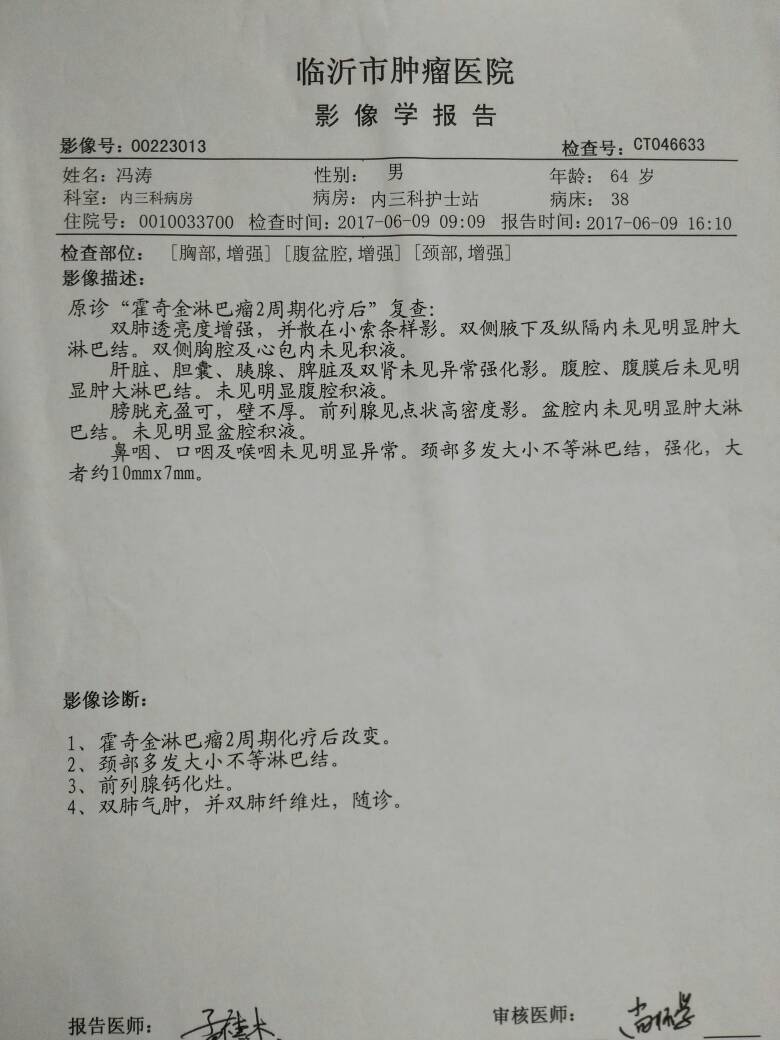 临沂市肿瘤医院
影像学报告
影像号：00223013 检查号：CT046633
姓名：冯涛 性别：男 年龄：64 岁
科室：内三科病房 病房：内三科护士站 病床：38
住院号：0010033700 检查时间：2017-06-09 09:09 报告时间：2017-06-09 16:10
检查部位：[胸部,增强][腹盆腔,增强][颈部,增强]
影像描述：
原诊“霍奇金淋巴瘤2周期化疗后”复查：
双肺透亮度增强，并散在小索条样影。双侧腋下及纵隔内未见明显肿大
淋巴结。双侧胸腔及心包内未见积液。
肝脏、胆囊、胰腺、脾脏及双肾未见异常强化影。腹腔、腹膜后未见明
显肿大淋巴结。未见明显腹腔积液。
膀胱充盈可，壁不厚。前列腺见点状高密度影。盆腔内未见明显肿大淋
巴结。未见明显盆腔积液。
鼻咽、口咽及喉咽未见明显异常。颈部多发大小不等淋巴结，强化，大
者约10mmx7mm。
影像诊断：
1、霍奇金淋巴瘤2周期化疗后改变。
2、颈部多发大小不等淋巴结。
3、前列腺钙化灶。
4、双肺气肿，并双肺纤维灶，随诊。
报告医师： 审核医师：